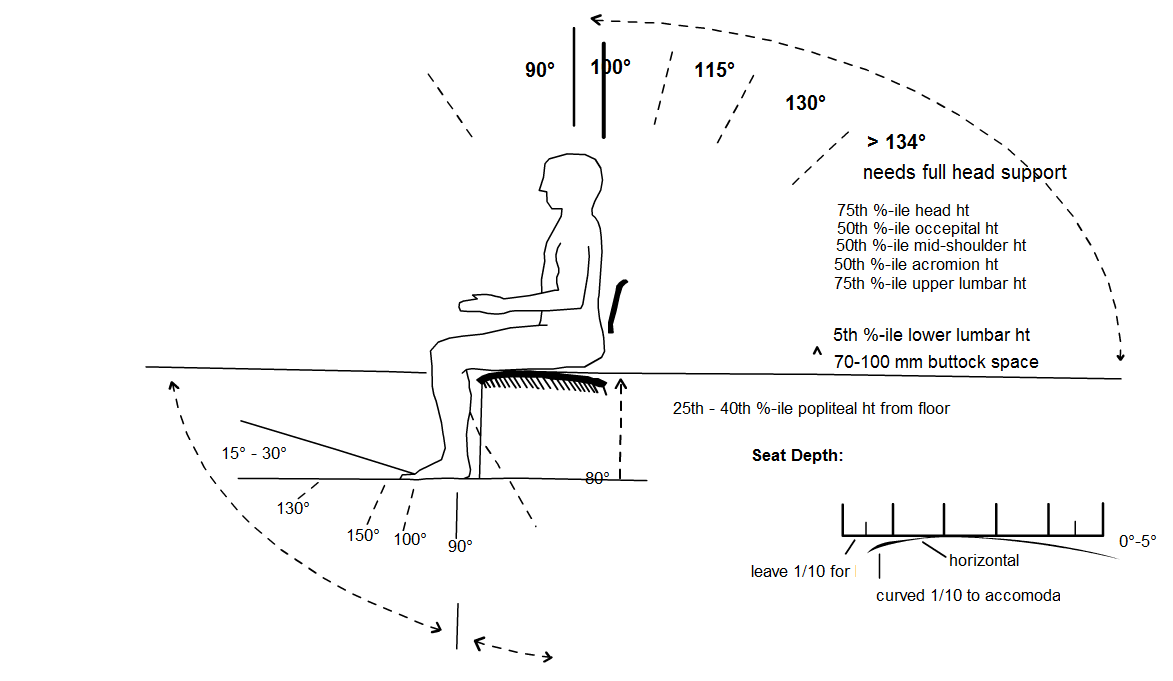 90°
100°
115°
130°
> 134°
needs full head support
75th %-ile head ht
50th %-ile occepital ht
50th %-ile mid-shoulder ht
50th %-ile acromion ht
75th %-ile upper lumbar ht
5th %-ile lower lumbar ht
70-100 mm buttock space
25th - 40th %-ile popliteal ht from floor
Seat Depth:
15° - 30°
80°
130°
150°
100°
90°
0°-5°
horizontal
leave 1/10 for
curved 1/10 to accomoda